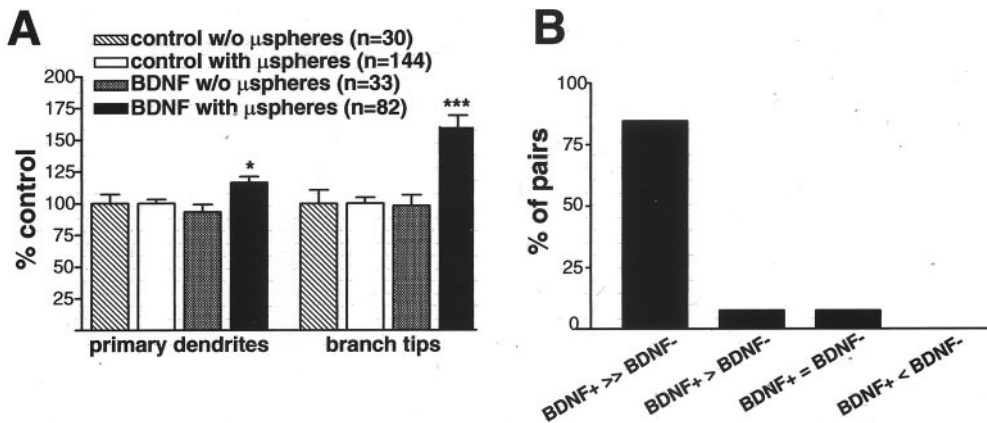 A
control w/o μspheres (n=30)
control with μspheres (n=144)
BDNF w/o μspheres (n=33)
BDNF with μspheres (n=82)
% control
200
175
150
125
100
75
50
25
*
***
primary dendrites
branch tips
B
% of pairs
100
75
50
25
0
BDNF+ >> BDNF-
BDNF+ > BDNF-
BDNF+ = BDNF-
BDNF+ < BDNF-